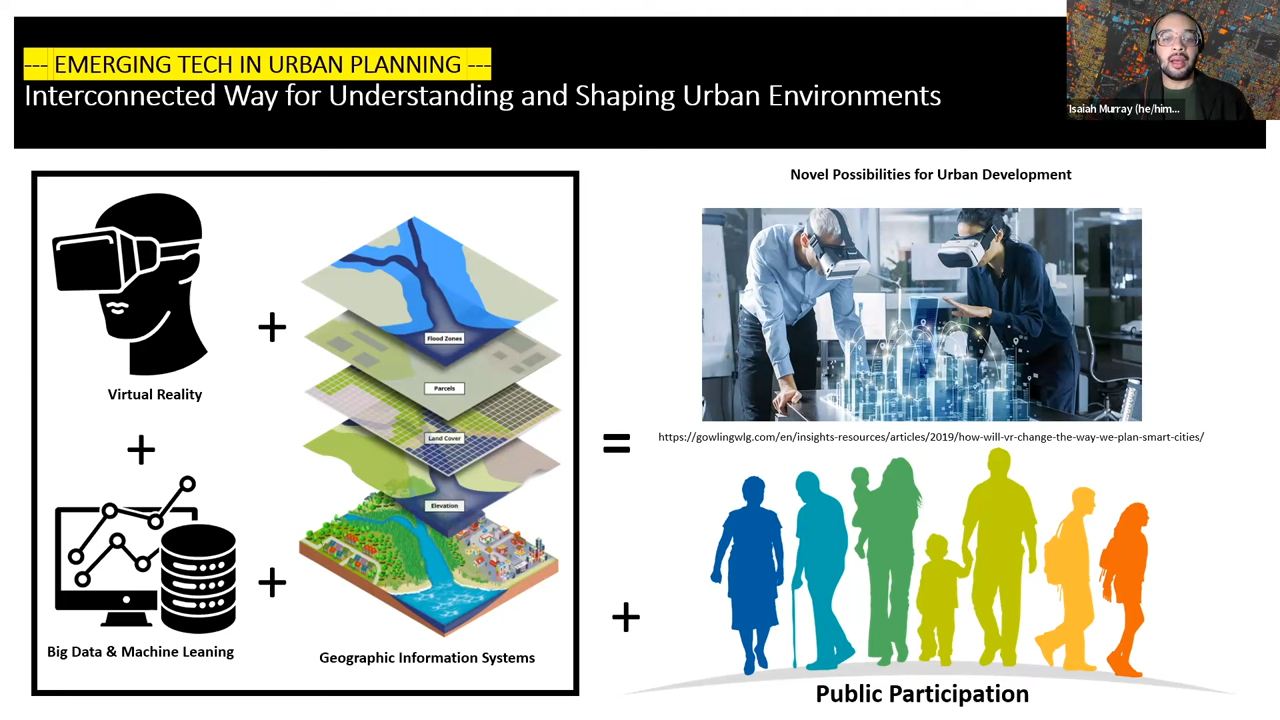 --- EMERGING TECH IN URBAN PLANNING ---
Interconnected Way for Understanding and Shaping Urban Environments
Isaiah Murray (he/him...
Virtual Reality
+
+
Big Data & Machine Leaning
+
Flood Zones
Parcels
Land Cover
Elevation
Geographic Information Systems
=
Novel Possibilities for Urban Development
https://gowlingwlg.com/en/insights-resources/articles/2019/how-will-vr-change-the-way-we-plan-smart-cities/
+
Public Participation